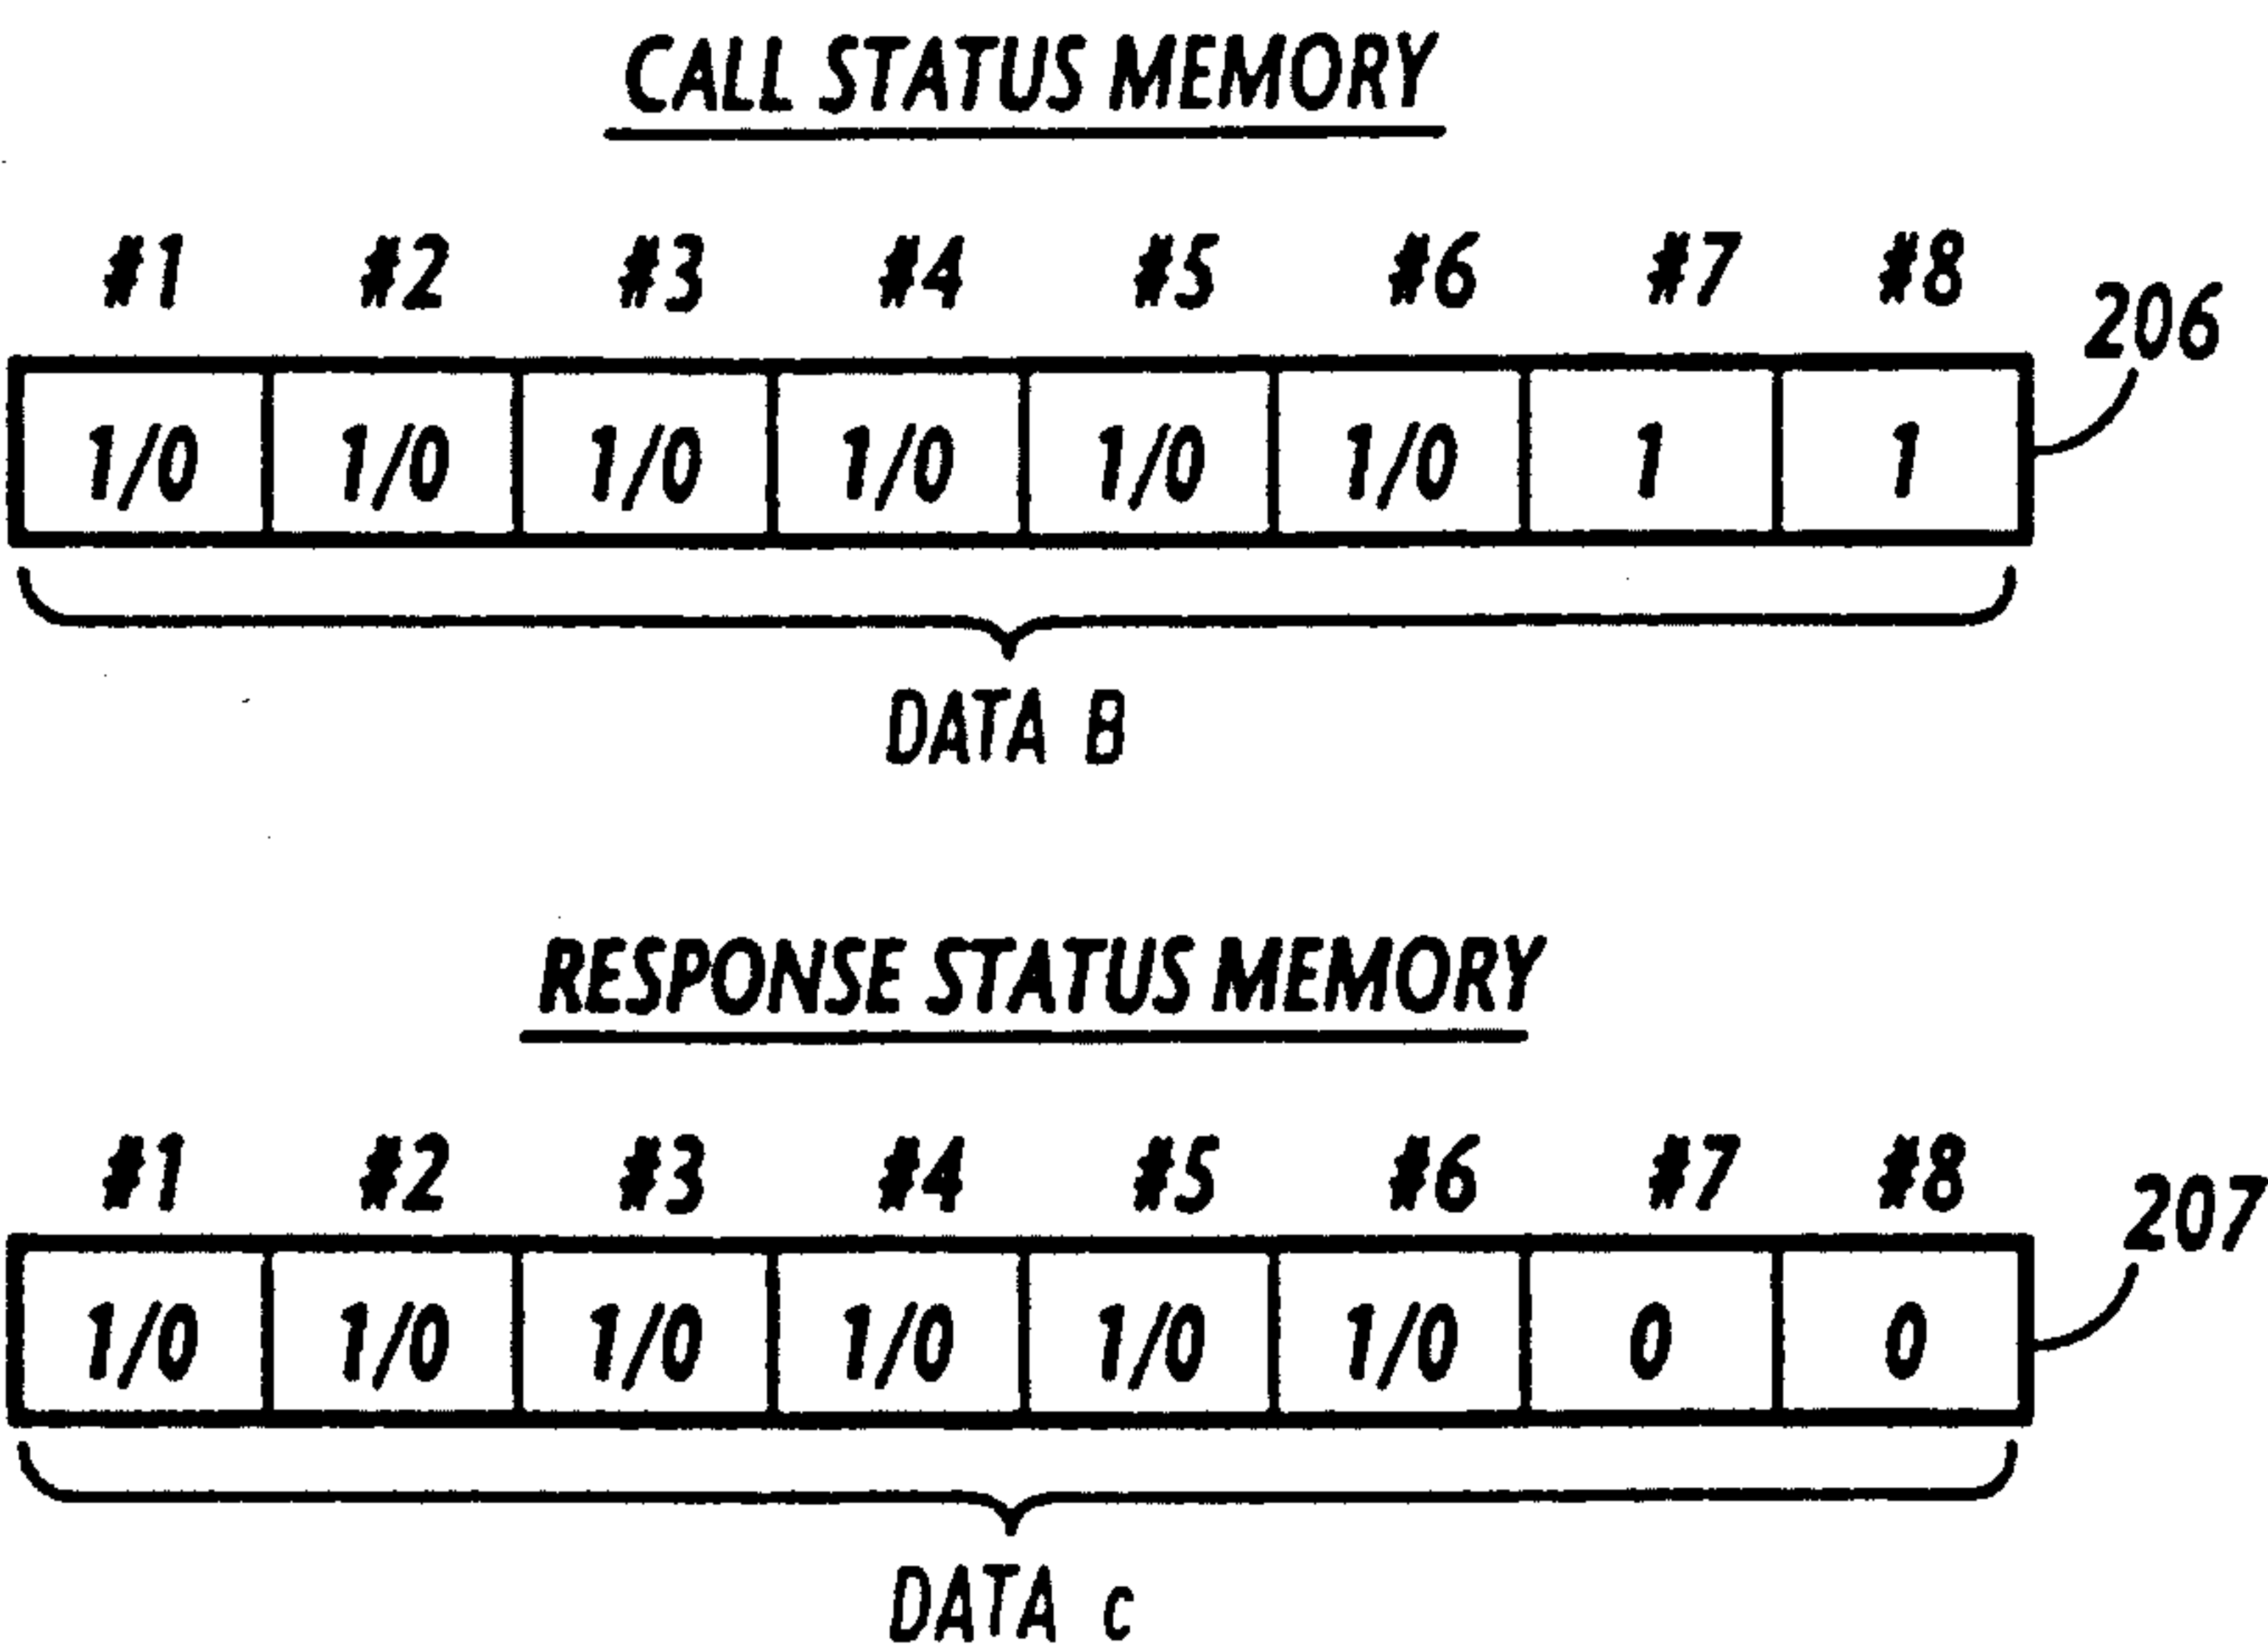 CALL STATUS MEMORY
#1 #2 #3 #4 #5 #6 #7 #8
206
1/0 1/0 1/0 1/0 1/0 1/0 1 1
DATA B
RESPONSE STATUS MEMORY
#1 #2 #3 #4 #5 #6 #7 #8
207
1/0 1/0 1/0 1/0 1/0 1/0 0 0
DATA c